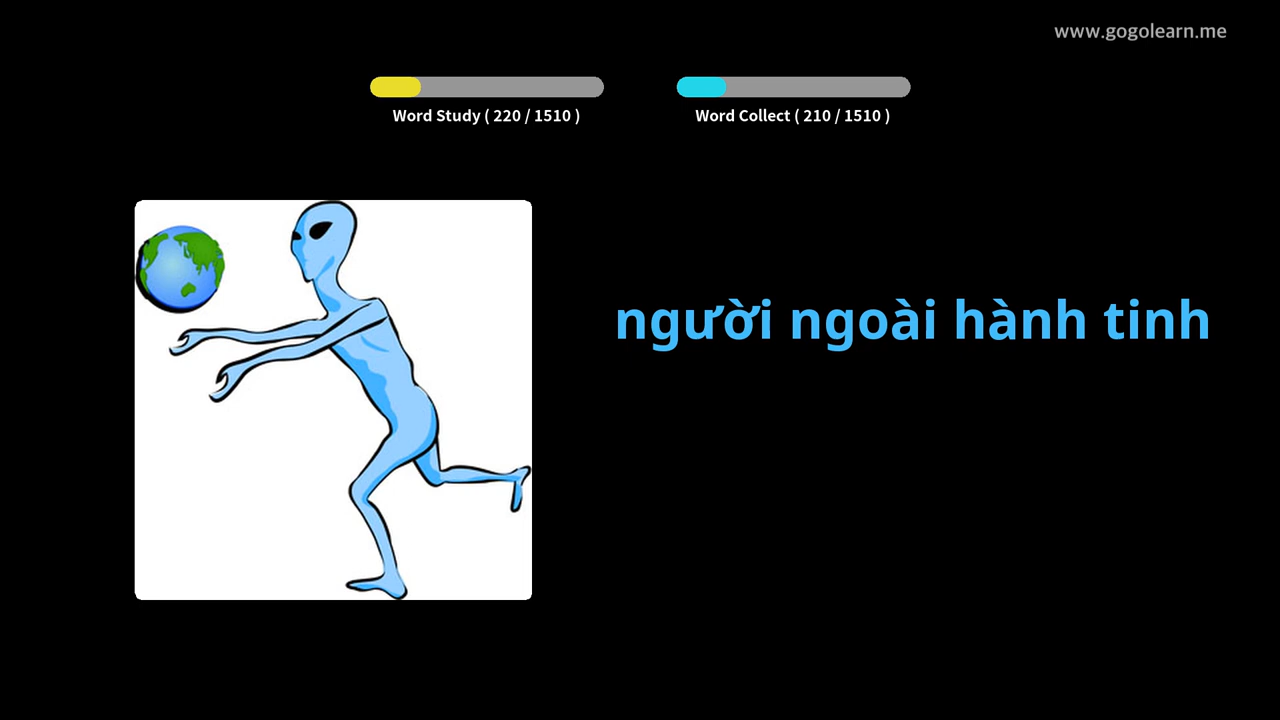 www.gogolearn.me
Word Study ( 220 / 1510 )
Word Collect ( 210 / 1510 )
người ngoài hành tinh